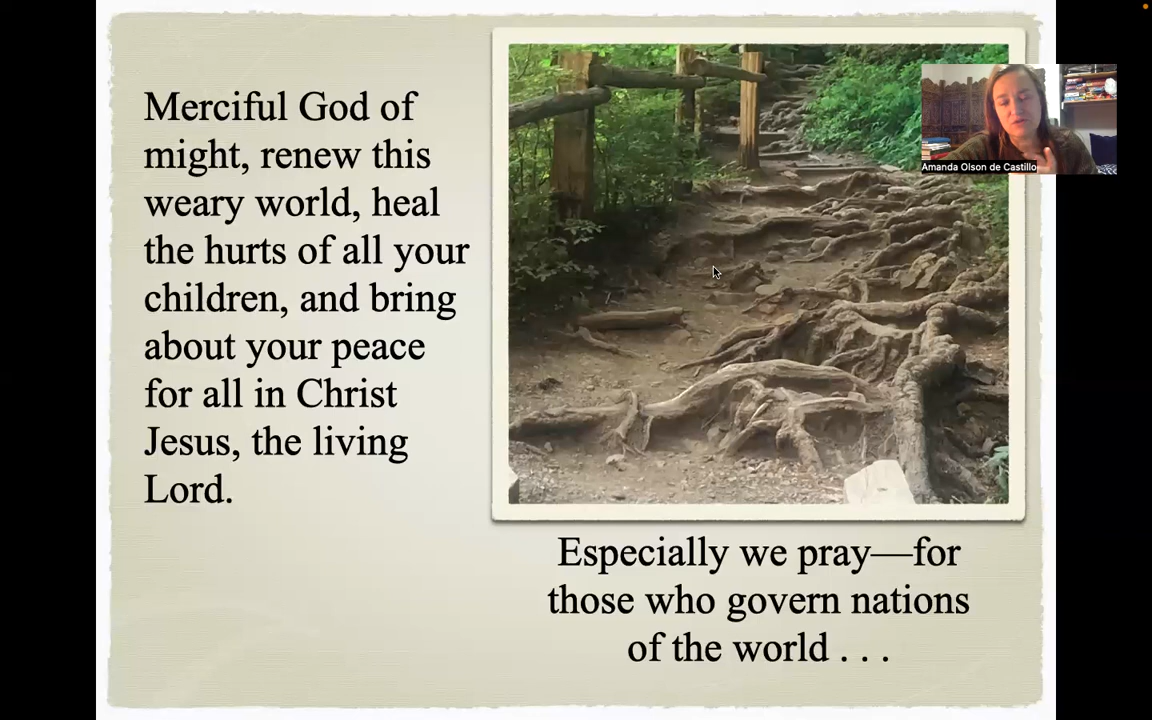 Merciful God of
might, renew this
weary world, heal
the hurts of all your
children, and bring
about your peace
for all in Christ
Jesus, the living
Lord.
Amanda Olson de Castillo
Especially we pray—for
those who govern nations
of the world . . .